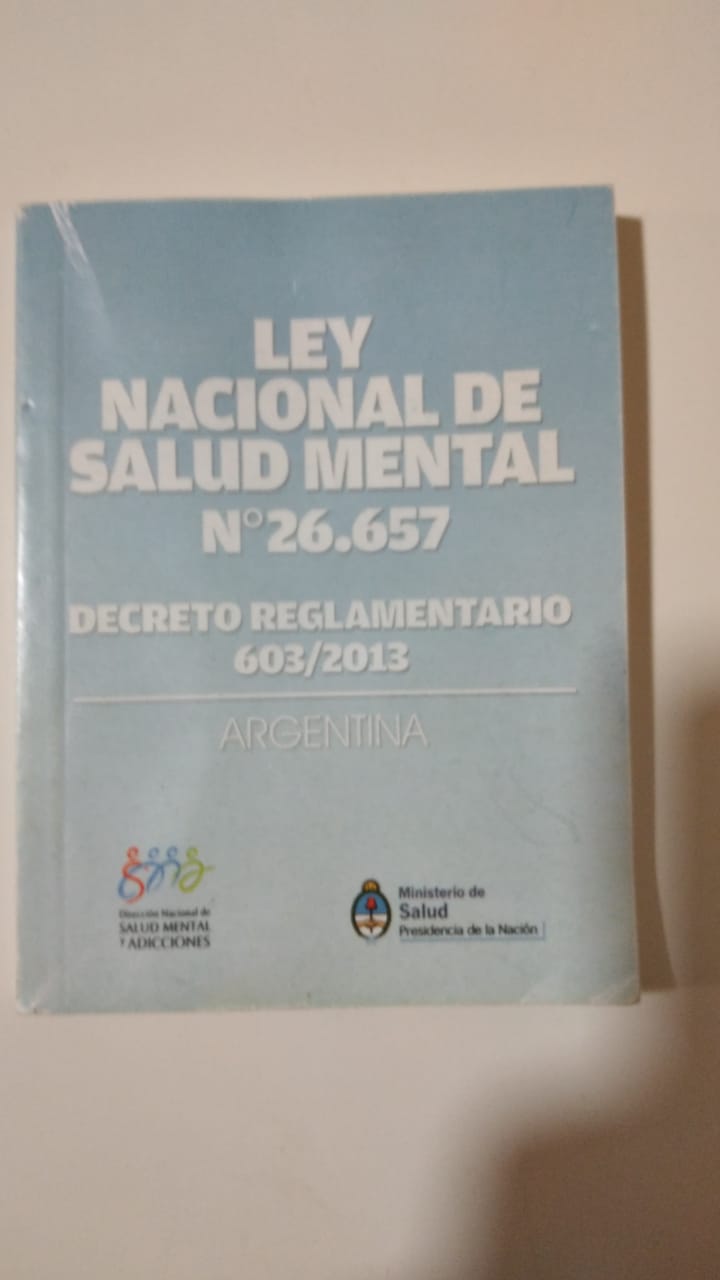 LEY
NACIONAL DE
SALUD MENTAL
N°26.657
DECRETO REGLAMENTARIO
603/2013
ARGENTINA
Dirección Nacional de
SALUD MENTAL
Y ADICCIONES
Ministerio de
Salud
Presidencia de la Nación